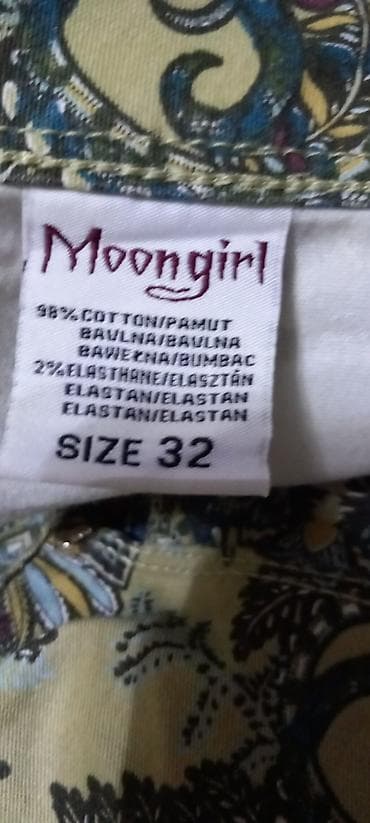 Moongirl
98%COTTON/PAMUT
BAVLNA/BAVLNA
BAWEŁNA/BUMBAC
2%ELASTHANE/ELASZTÁN
ELASTAN/ELASTAN
ELASTAN/ELASTAN
SIZE 32